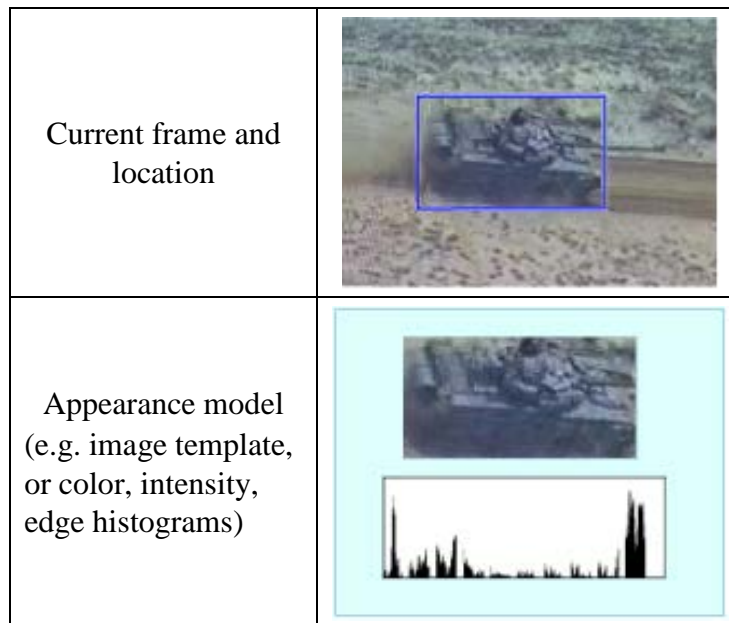 Current frame and
location
Appearance model
(e.g. image template,
or color, intensity,
edge histograms)